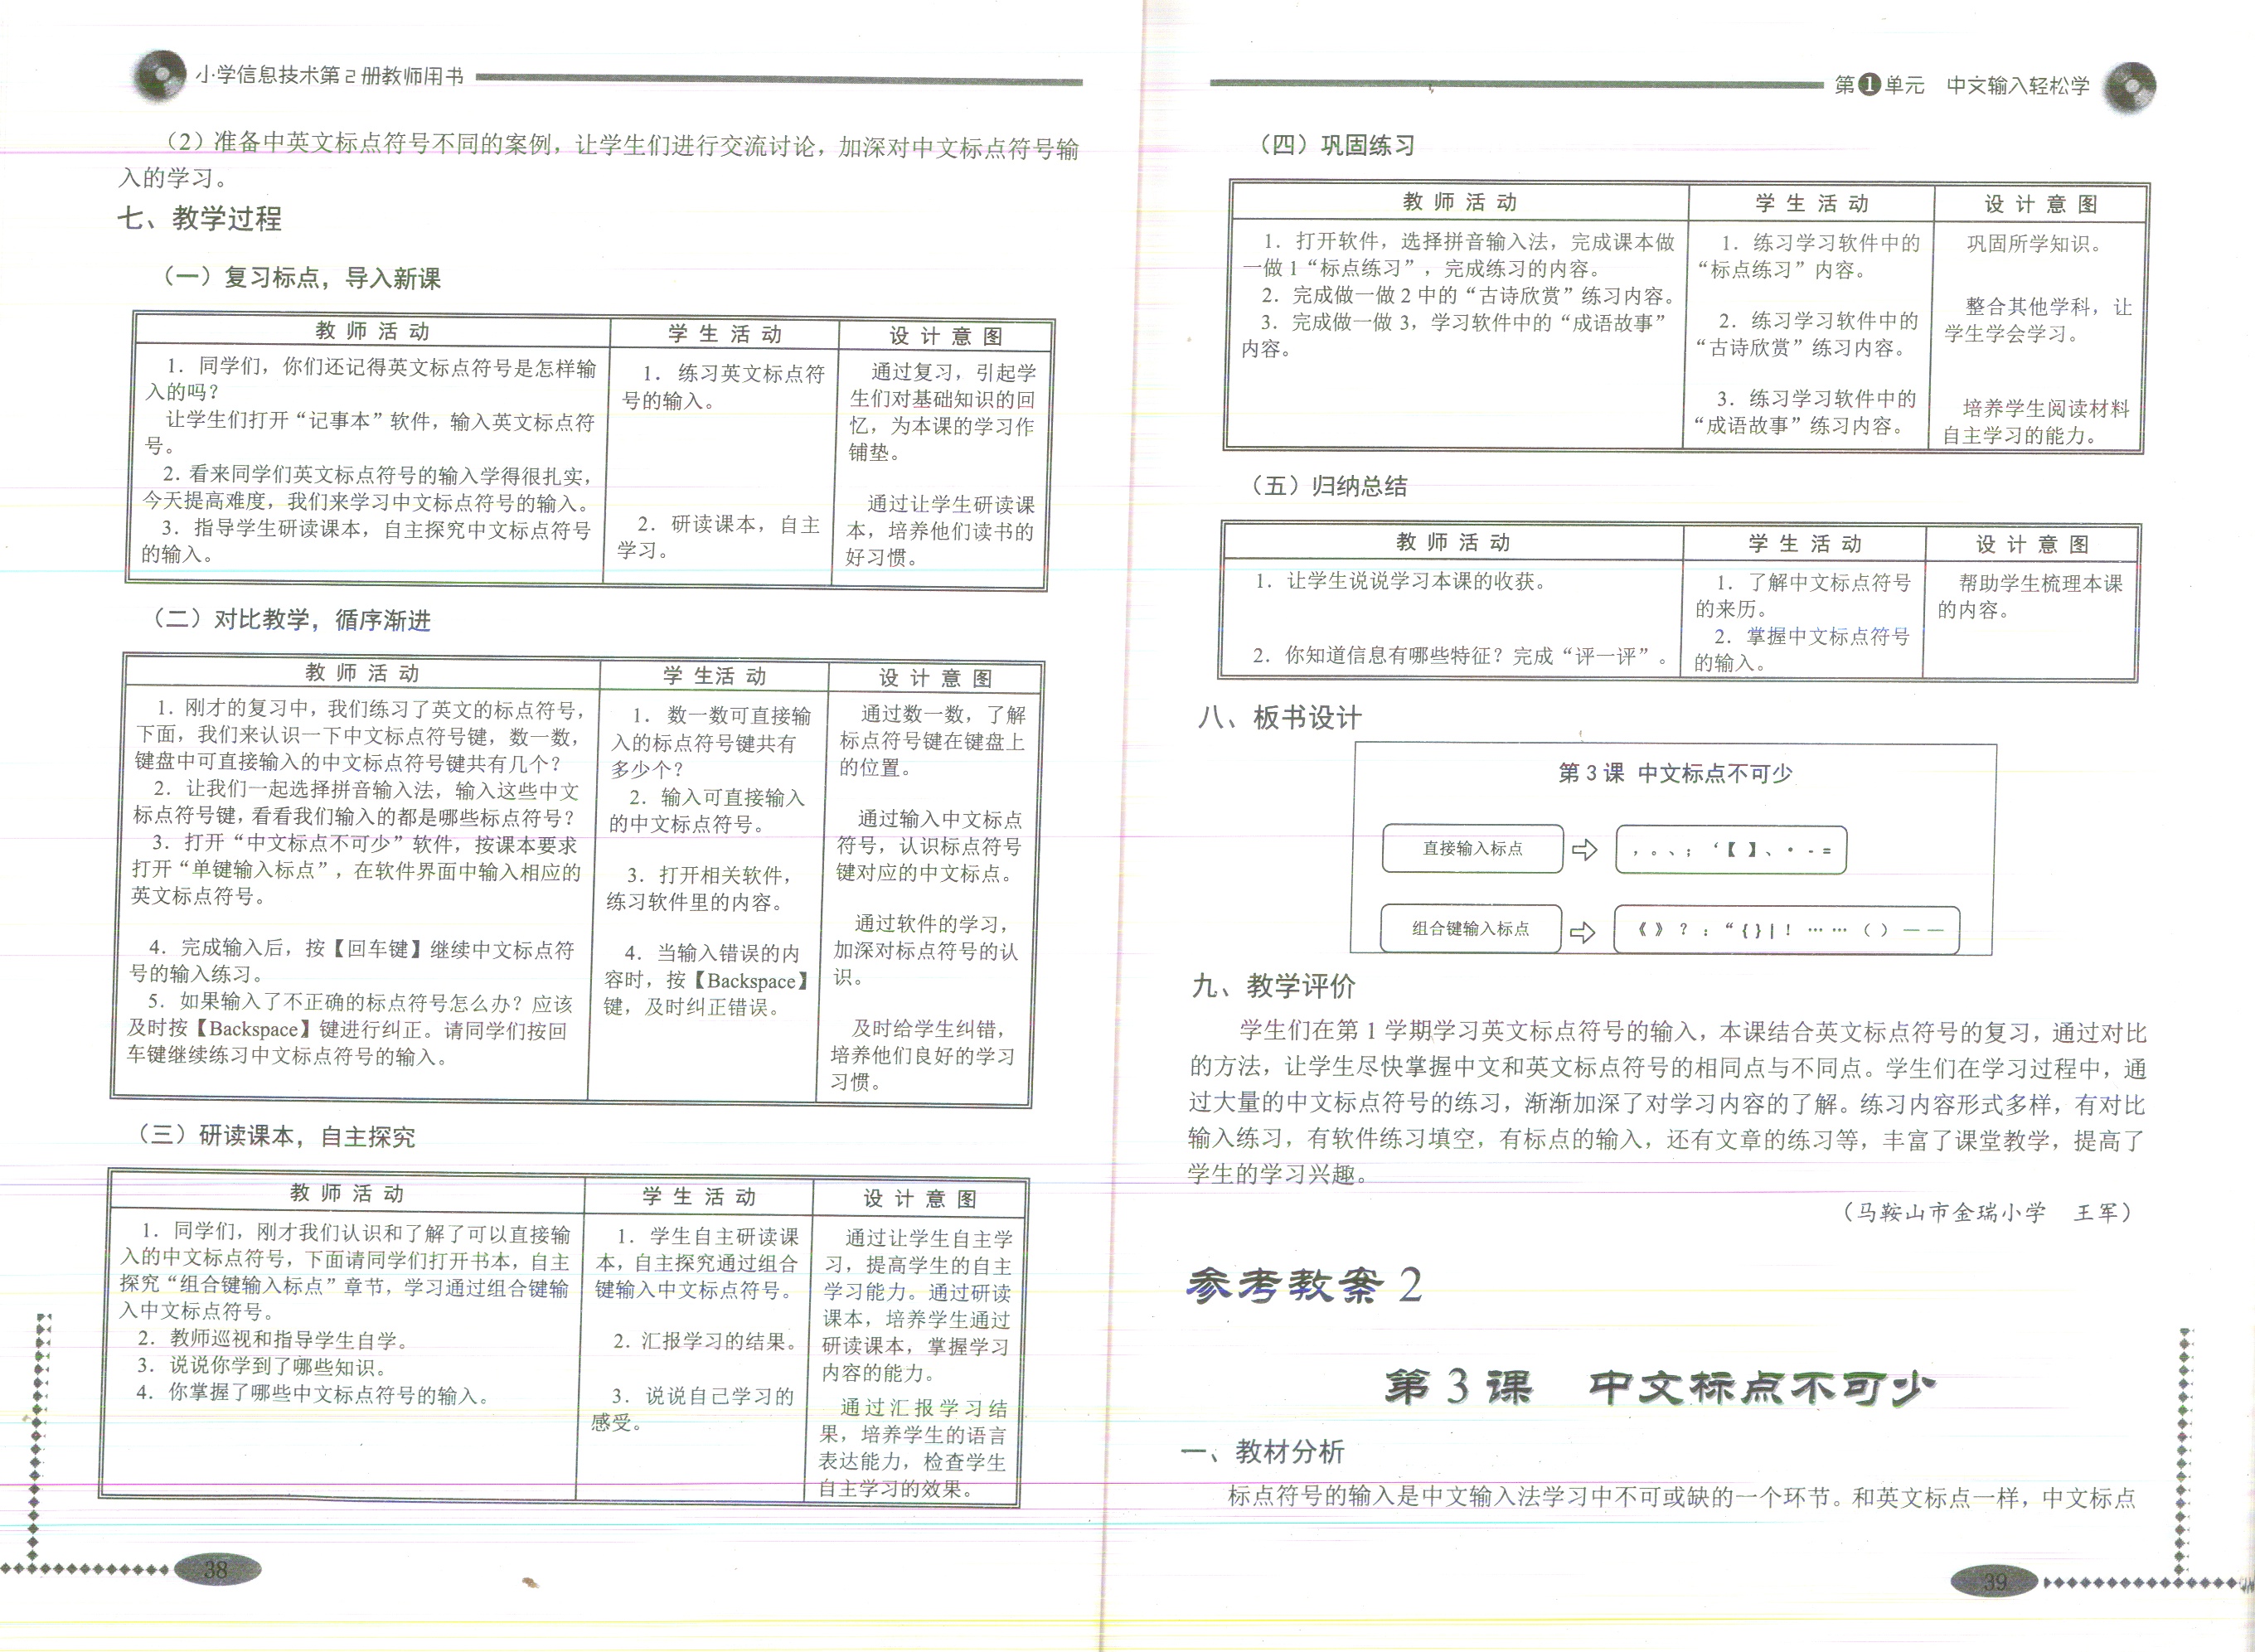 小学信息技术第2册教师用书
（2）准备中英文标点符号不同的案例，让学生们进行交流讨论，加深对中文标点符号输
入的学习。
七、教学过程
（一）复习标点，导入新课
教 师 活 动
1．同学们，你们还记得英文标点符号是怎样输
入的吗？
让学生们打开“记事本”软件，输入英文标点符
号。
2．看来同学们英文标点符号的输入学得很扎实，
今天提高难度，我们来学习中文标点符号的输入。
3．指导学生研读课本，自主探究中文标点符号
的输入。
学 生 活 动
1．练习英文标点符
号的输入。
2．研读课本，自主
学习。
设 计 意 图
通过复习，引起学
生们对基础知识的回
忆，为本课的学习作
铺垫。
通过让学生研读课
本，培养他们读书的
好习惯。
（二）对比教学，循序渐进
教 师 活 动
1．刚才的复习中，我们练习了英文的标点符号，
下面，我们来认识一下中文标点符号键，数一数，
键盘中可直接输入的中文标点符号键共有几个？
2．让我们一起选择拼音输入法，输入这些中文
标点符号键，看看我们输入的都是哪些标点符号？
3．打开“中文标点不可少”软件，按课本要求
打开“单键输入标点”，在软件界面中输入相应的
英文标点符号。
4．完成输入后，按【回车键】继续中文标点符
号的输入练习。
5．如果输入了不正确的标点符号怎么办？应该
及时按【Backspace】键进行纠正。请同学们按回
车键继续练习中文标点符号的输入。
学 生活 动
1．数一数可直接输
入的标点符号键共有
多少个？
2．输入可直接输入
的中文标点符号。
3．打开相关软件，
练习软件里的内容。
4．当输入错误的内
容时，按【Backspace】
键，及时纠正错误。
设 计 意 图
通过数一数，了解
标点符号键在键盘上
的位置。
通过输入中文标点
符号，认识标点符号
键对应的中文标点。
通过软件的学习，
加深对标点符号的认
识。
及时给学生纠错，
培养他们良好的学习
习惯。
（三）研读课本，自主探究
教 师 活 动
1．同学们，刚才我们认识和了解了可以直接输
入的中文标点符号，下面请同学们打开书本，自主
探究“组合键输入标点”章节，学习通过组合键输
入中文标点符号。
2．教师巡视和指导学生自学。
3．说说你学到了哪些知识。
4．你掌握了哪些中文标点符号的输入。
学 生 活 动
1．学生自主研读课
本，自主探究通过组合
键输入中文标点符号。
2．汇报学习的结果。
3．说说自己学习的
感受。
设 计 意 图
通过让学生自主学
习，提高学生的自主
学习能力。通过研读
课本，培养学生通过
研读课本，掌握学习
内容的能力。
通过汇报学习结
果，培养学生的语言
表达能力，检查学生
自主学习的效果。
38
第❶单元　中文输入轻松学
（四）巩固练习
教 师 活 动
1．打开软件，选择拼音输入法，完成课本做
一做1“标点练习”，完成练习的内容。
2．完成做一做2中的“古诗欣赏”练习内容。
3．完成做一做3，学习软件中的“成语故事”
内容。
学 生 活 动
1．练习学习软件中的
“标点练习”内容。
2．练习学习软件中的
“古诗欣赏”练习内容。
3．练习学习软件中的
“成语故事”练习内容。
设 计 意 图
巩固所学知识。
整合其他学科，让
学生学会学习。
培养学生阅读材料
自主学习的能力。
（五）归纳总结
教 师 活 动
1．让学生说说学习本课的收获。
2．你知道信息有哪些特征？完成“评一评”。
学 生 活 动
1．了解中文标点符号
的来历。
2．掌握中文标点符号
的输入。
设 计 意 图
帮助学生梳理本课
的内容。
八、板书设计
第3课 中文标点不可少
直接输入标点
，。、；‘【 】、·-=
组合键输入标点
《》？：“{}|！……（）——
九、教学评价
学生们在第1学期学习英文标点符号的输入，本课结合英文标点符号的复习，通过对比
的方法，让学生尽快掌握中文和英文标点符号的相同点与不同点。学生们在学习过程中，通
过大量的中文标点符号的练习，渐渐加深了对学习内容的了解。练习内容形式多样，有对比
输入练习，有软件练习填空，有标点的输入，还有文章的练习等，丰富了课堂教学，提高了
学生的学习兴趣。
（马鞍山市金瑞小学　王军）
参考教案2
第3课　中文标点不可少
一、教材分析
标点符号的输入是中文输入法学习中不可或缺的一个环节。和英文标点一样，中文标点
39